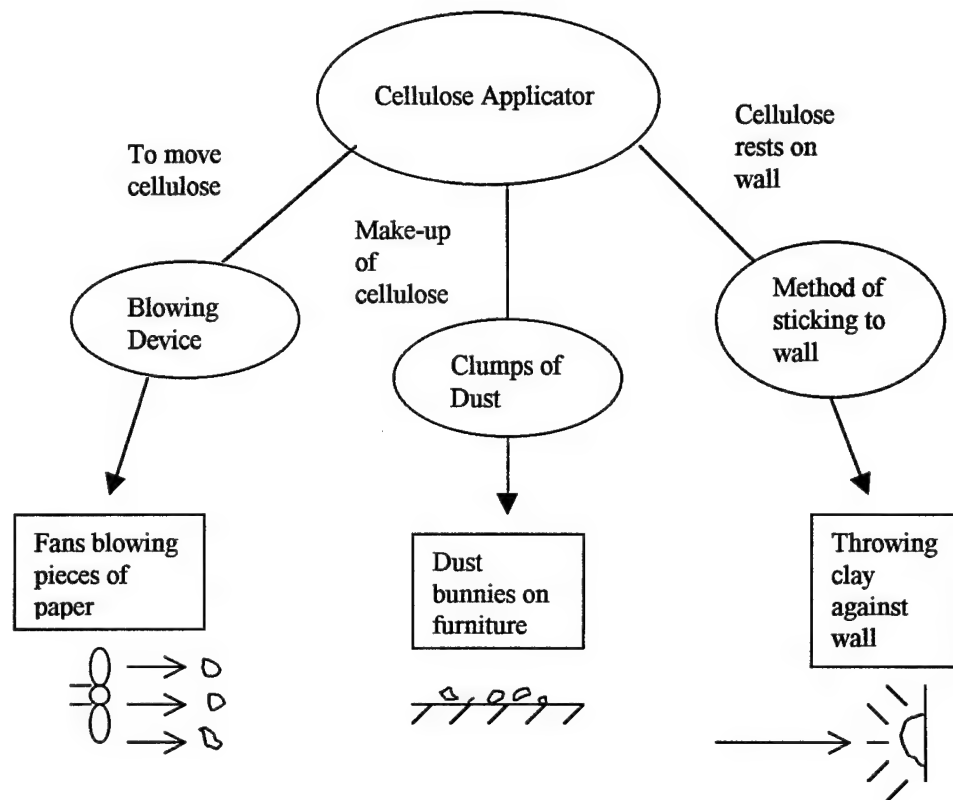 Cellulose Applicator
To move
cellulose
Make-up
of
cellulose
Cellulose
rests on
wall
Blowing
Device
Clumps of
Dust
Method of
sticking to
wall
Fans blowing
pieces of
paper
Dust
bunnies on
furniture
Throwing
clay
against
wall